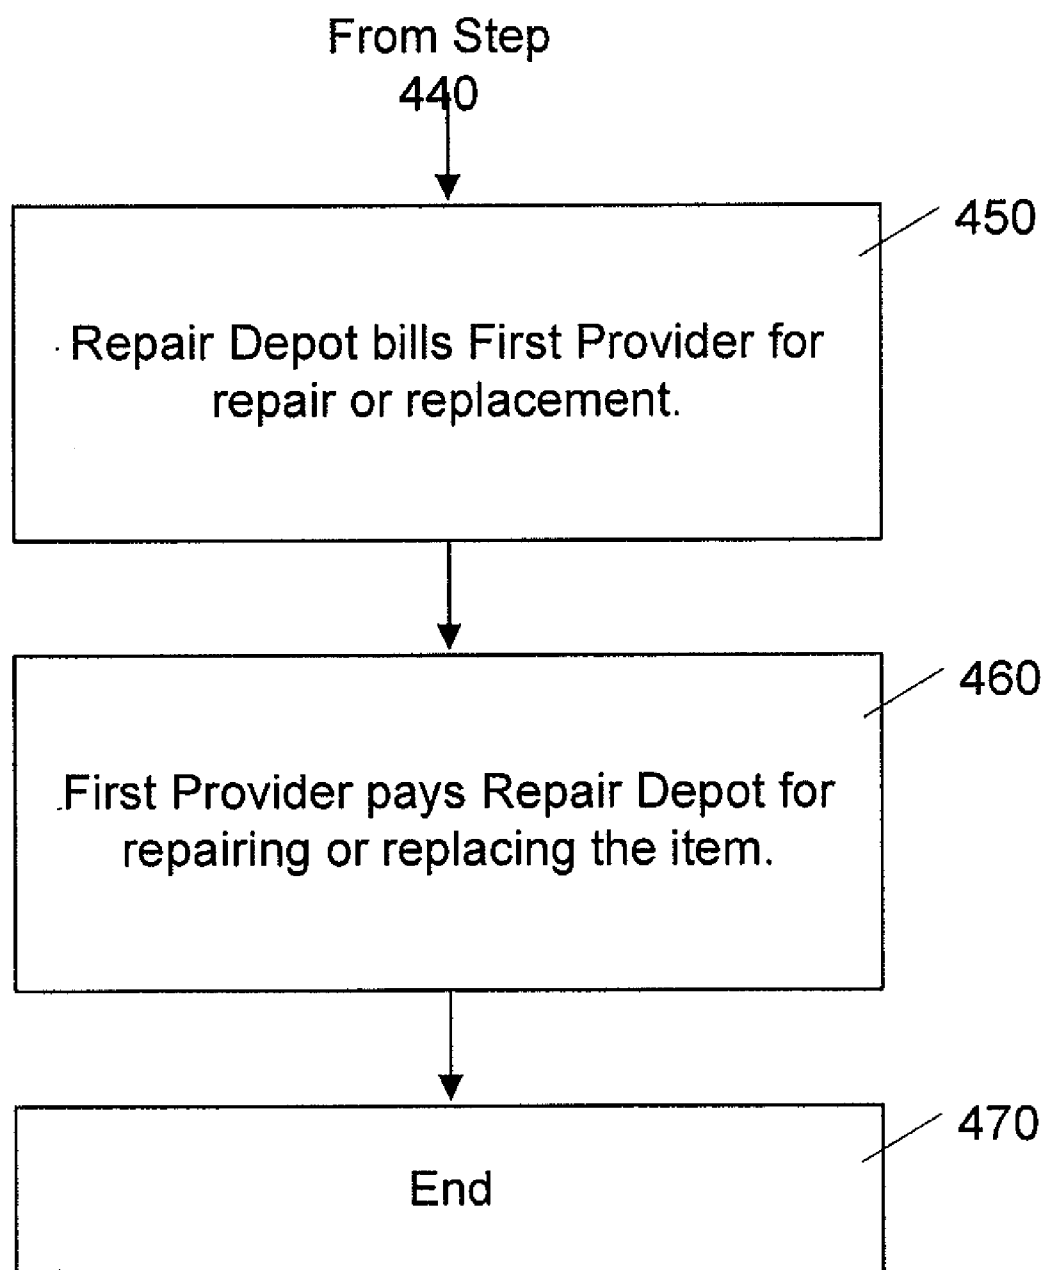 From Step
440
450
Repair Depot bills First Provider for
repair or replacement.
460
First Provider pays Repair Depot for
repairing or replacing the item.
470
End